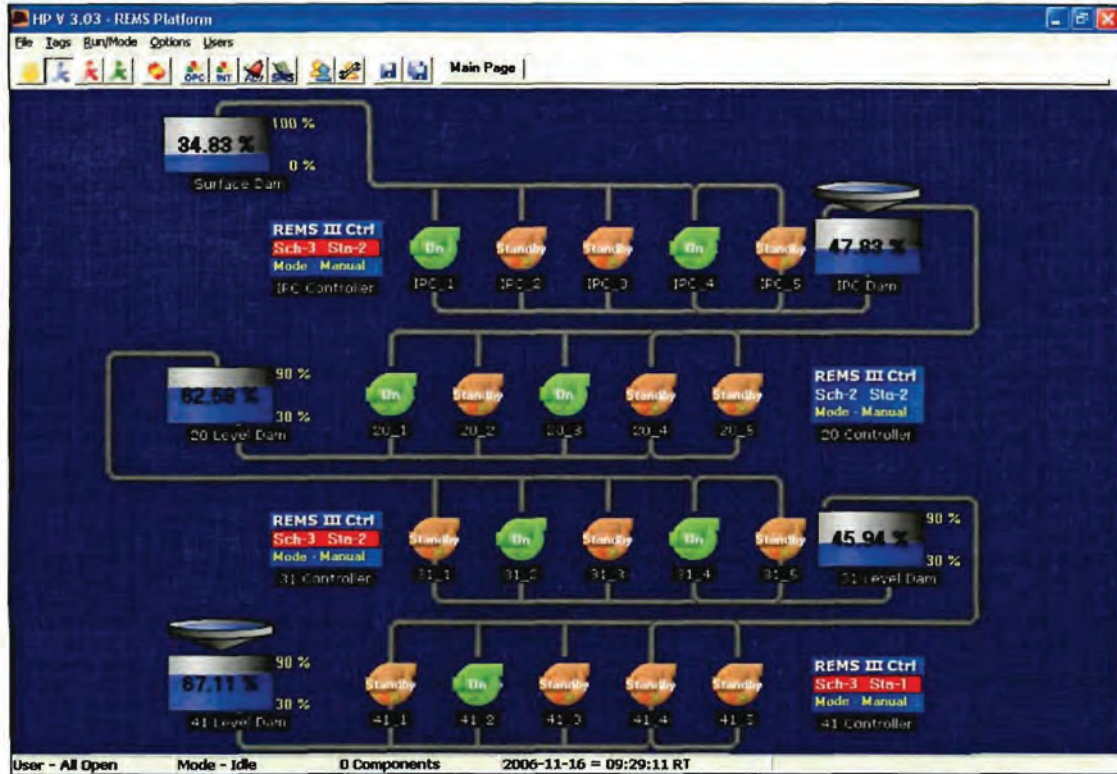 HP V 3.03 - REMS Platform
File Tags Run/Mode Options Users
OPC INT SMS Main Page
100 %
34.83 %
0 %
Surface Dam
REMS III Ctrl
Sch-3 Sta-2
Mode - Manual
IPC Controller
On Standby Standby On Standby
IPC_1 IPC_2 IPC_3 IPC_4 IPC_5
47.83 %
IPC Dam
90 %
62.58 %
30 %
20 Level Dam
On Standby On Standby Standby
20_1 20_2 20_3 20_4 20_5
REMS III Ctrl
Sch-2 Sta-2
Mode - Manual
20 Controller
REMS III Ctrl
Sch-3 Sta-2
Mode - Manual
31 Controller
Standby On Standby On Standby
31_1 31_2 31_3 31_4 31_5
90 %
45.94 %
30 %
31 Level Dam
90 %
67.11 %
30 %
41 Level Dam
Standby On Standby Standby Standby
41_1 41_2 41_3 41_4 41_5
REMS III Ctrl
Sch-3 Sta-1
Mode - Manual
41 Controller
User - All Open Mode - Idle 0 Components 2006-11-16 = 09:29:11 RT